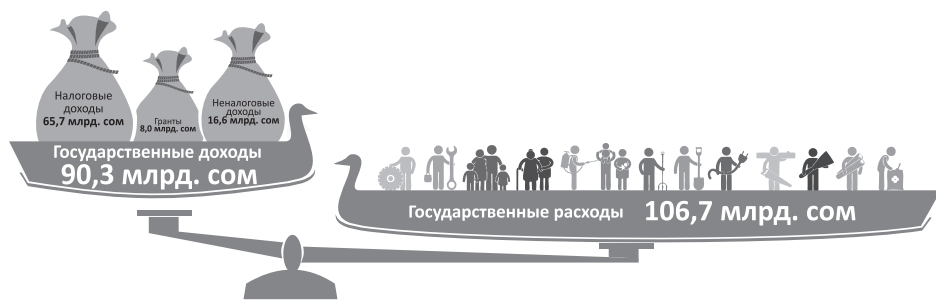 Налоговые
доходы
65,7 млрд. сом
Гранты
8,0 млрд. сом
Неналоговые
доходы
16,6 млрд. сом
Государственные доходы
90,3 млрд. сом
Государственные расходы 106,7 млрд. сом